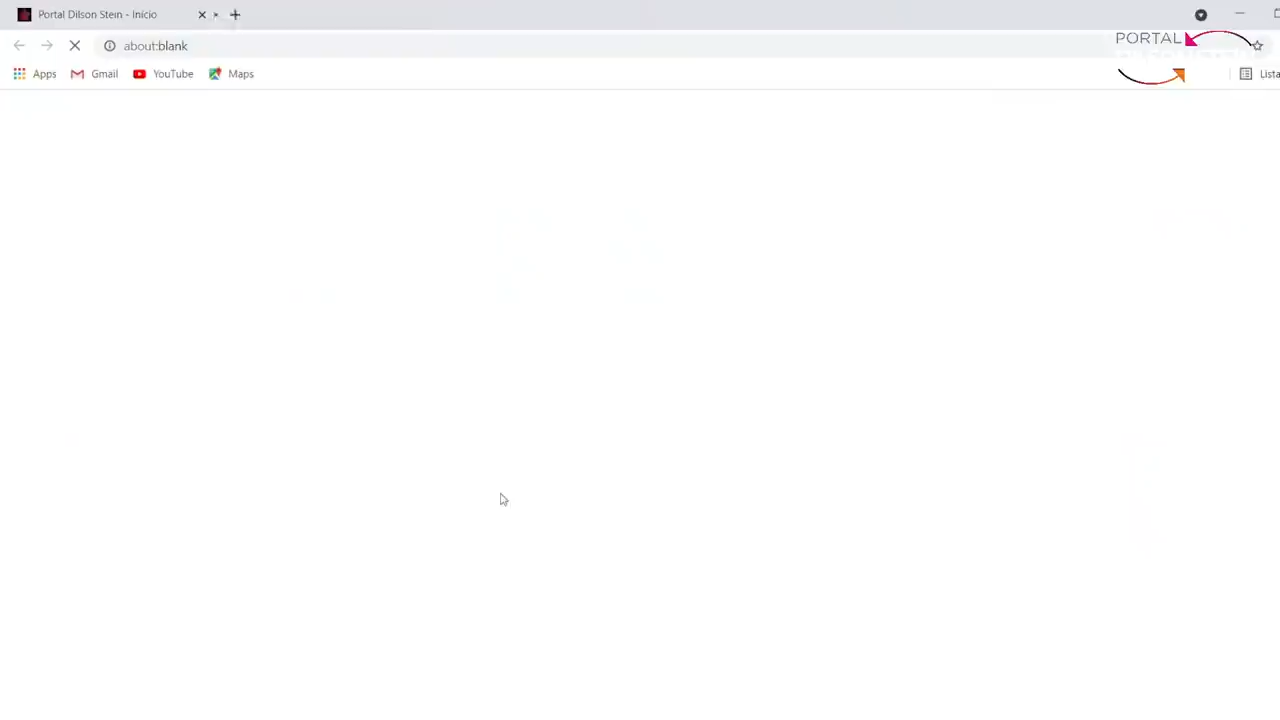 Portal Dilson Stein - Início
about:blank
PORTAL
Apps Gmail YouTube Maps
Lista